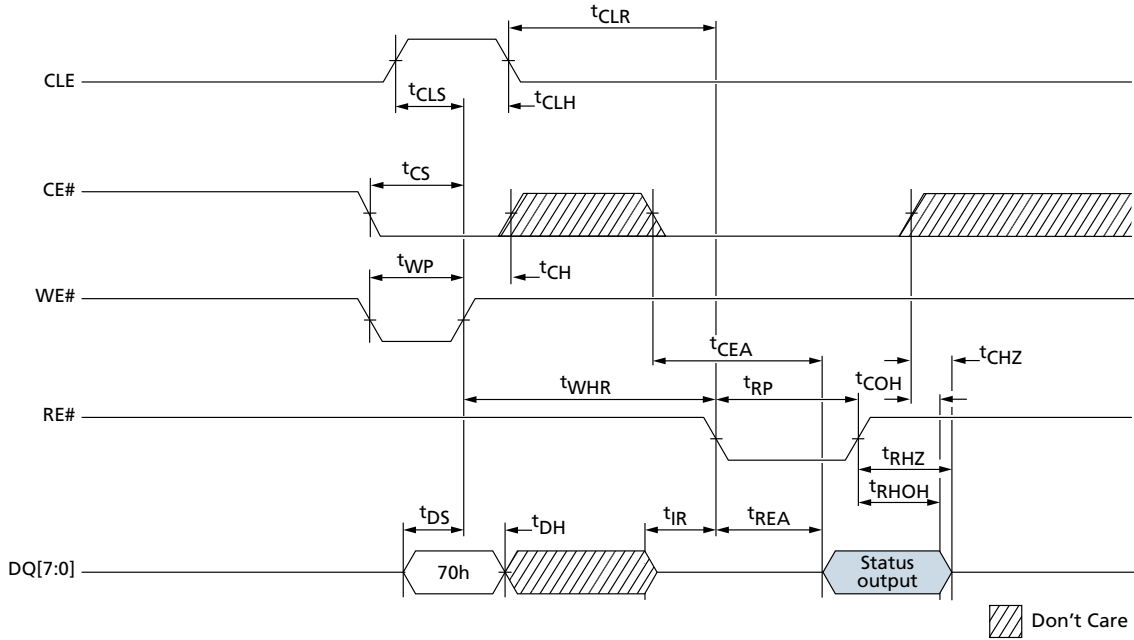 tCLR
CLE
tCLS
tCLH
tCS
CE#
tWP
tCH
WE#
tCEA
tCHZ
tWHR
tRP
tCOH
RE#
tRHZ
tRHOH
tDS
tDH
tIR
tREA
DQ[7:0]
70h
Status
output
Don't Care